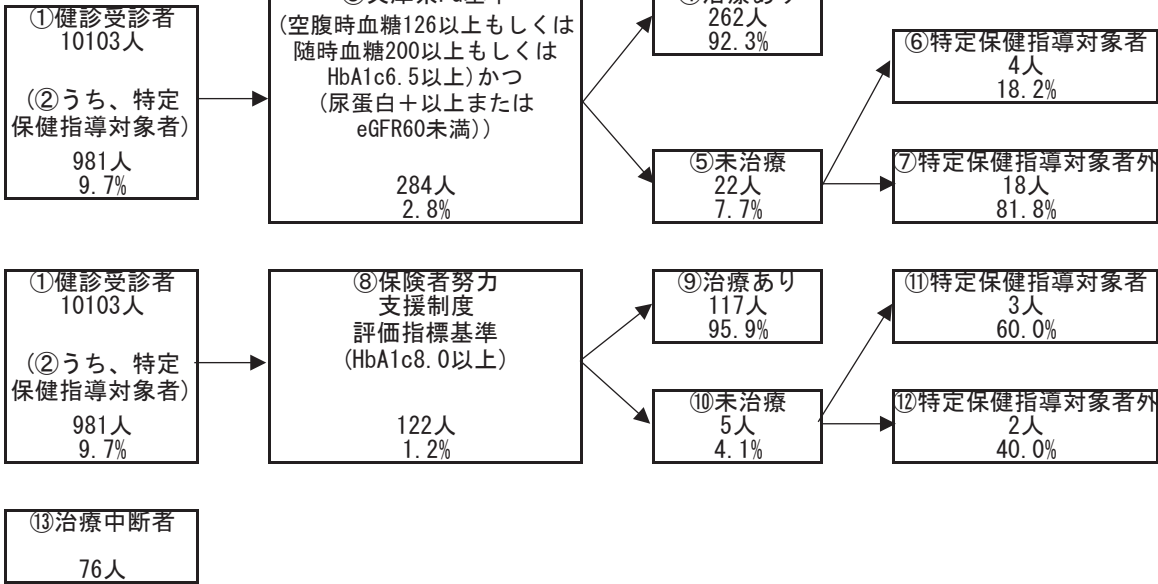 ①健診受診者
10103人
(②うち、特定
保健指導対象者)
981人
9.7%
(空腹時血糖126以上もしくは
随時血糖200以上もしくは
HbA1c6.5以上)かつ
(尿蛋白+以上または
eGFR60未満))
284人
2.8%
262人
92.3%
⑤未治療
22人
7.7%
⑥特定保健指導対象者
4人
18.2%
⑦特定保健指導対象者外
18人
81.8%
①健診受診者
10103人
(②うち、特定
保健指導対象者)
981人
9.7%
⑧保険者努力
支援制度
評価指標基準
(HbA1c8.0以上)
122人
1.2%
⑨治療あり
117人
95.9%
⑩未治療
5人
4.1%
⑪特定保健指導対象者
3人
60.0%
⑫特定保健指導対象者外
2人
40.0%
⑬治療中断者
76人